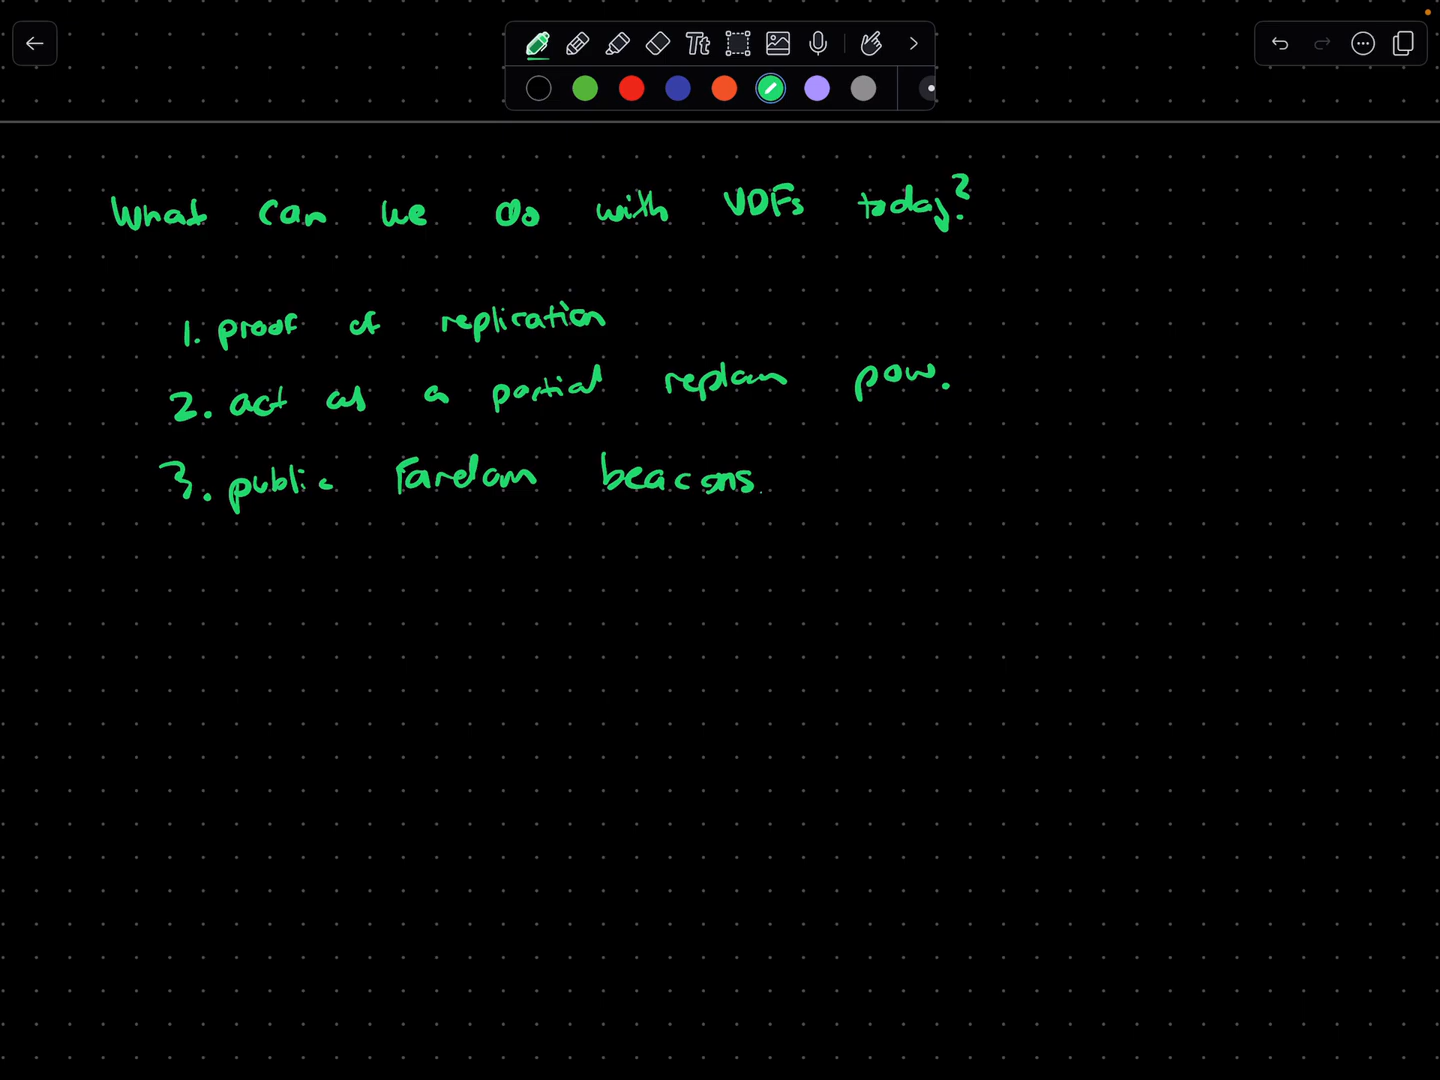 Tt
What can we do with VDFs today?
1. proof of replication
2. act as a partial pow.
3. public random beacons.